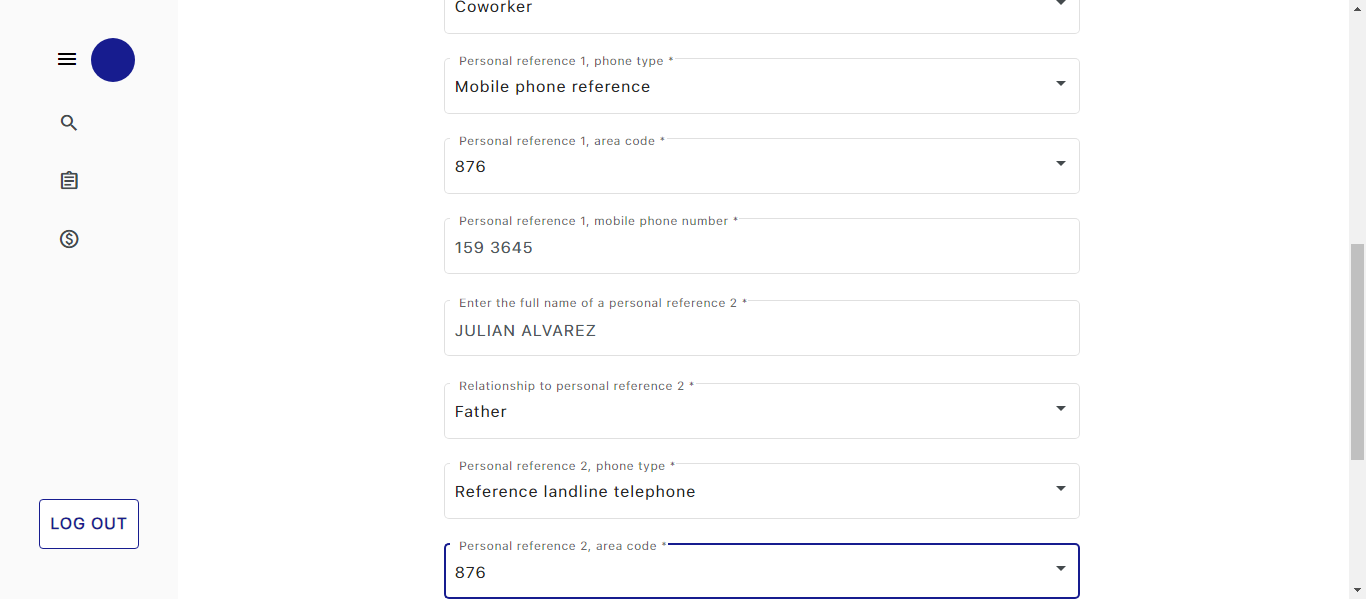 Coworker
Personal reference 1, phone type *
Mobile phone reference
Personal reference 1, area code *
876
Personal reference 1, mobile phone number *
159 3645
Enter the full name of a personal reference 2 *
JULIAN ALVAREZ
Relationship to personal reference 2 *
Father
Personal reference 2, phone type *
Reference landline telephone
Personal reference 2, area code *
876
LOG OUT